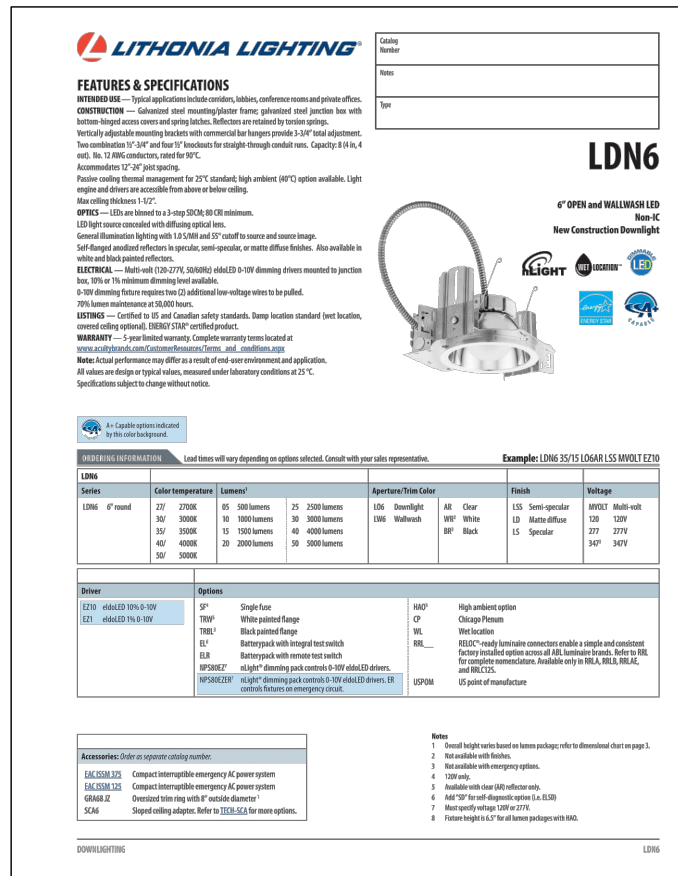 LITHONIA LIGHTING®
Catalog
Number
Notes
Type
FEATURES & SPECIFICATIONS
INTENDED USE — Typical applications include corridors, lobbies, conference rooms and private offices.
CONSTRUCTION — Galvanized steel mounting/plaster frame; galvanized steel junction box with
bottom-hinged access covers and spring latches. Reflectors are retained by torsion springs.
Vertically adjustable mounting brackets with commercial bar hangers provide 3-3/4" total adjustment.
Two combination ½"-3/4" and four ½" knockouts for straight-through conduit runs. Capacity: 8 (4 in, 4
out). No. 12 AWG conductors, rated for 90°C.
Accommodates 12"-24" joist spacing.
Passive cooling thermal management for 25°C standard; high ambient (40°C) option available. Light
engine and drivers are accessible from above or below ceiling.
Max ceiling thickness 1-1/2".
OPTICS — LEDs are binned to a 3-step SDCM; 80 CRI minimum.
LED light source concealed with diffusing optical lens.
General illumination lighting with 1.0 S/MH and 55° cutoff to source and source image.
Self-flanged anodized reflectors in specular, semi-specular, or matte diffuse finishes. Also available in
white and black painted reflectors.
ELECTRICAL — Multi-volt (120-277V, 50/60Hz) eldoLED 0-10V dimming drivers mounted to junction
box, 10% or 1% minimum dimming level available.
0-10V dimming fixture requires two (2) additional low-voltage wires to be pulled.
70% lumen maintenance at 50,000 hours.
LISTINGS — Certified to US and Canadian safety standards. Damp location standard (wet location,
covered ceiling optional). ENERGY STAR® certified product.
WARRANTY — 5-year limited warranty. Complete warranty terms located at
www.acuitybrands.com/CustomerResources/Terms_and_conditions.aspx
Note: Actual performance may differ as a result of end-user environment and application.
All values are design or typical values, measured under laboratory conditions at 25 °C.
Specifications subject to change without notice.
LDN6
6" OPEN and WALLWASH LED
Non-IC
New Construction Downlight
nLIGHT
WET LOCATION™
DIMMABLE
LED
ENERGY STAR
CAPABLE
A+ Capable options indicated
by this color background.
ORDERING INFORMATION Lead times will vary depending on options selected. Consult with your sales representative. Example: LDN6 35/15 LO6AR LSS MVOLT EZ10
LDN6
Series Color temperature Lumens¹ Aperture/Trim Color Finish Voltage
LDN6 6" round 27/ 2700K 05 500 lumens 25 2500 lumens LO6 Downlight AR Clear LSS Semi-specular MVOLT Multi-volt
30/ 3000K 10 1000 lumens 30 3000 lumens LW6 Wallwash WR² White LD Matte diffuse 120 120V
35/ 3500K 15 1500 lumens 40 4000 lumens BR² Black LS Specular 277 277V
40/ 4000K 20 2000 lumens 50 5000 lumens 347³ 347V
50/ 5000K
Driver Options
EZ10 eldoLED 10% 0-10V
EZ1 eldoLED 1% 0-10V
SF⁴ Single fuse
TRW⁵ White painted flange
TRBL⁵ Black painted flange
EL⁶ Batterypack with integral test switch
ELR Batterypack with remote test switch
NPS80EZ⁷ nLight® dimming pack controls 0-10V eldoLED drivers.
NPS80EZER⁷ nLight® dimming pack controls 0-10V eldoLED drivers. ER
controls fixtures on emergency circuit.
HAO⁸ High ambient option
CP Chicago Plenum
WL Wet location
RRL__ RELOC®-ready luminaire connectors enable a simple and consistent
factory installed option across all ABL luminaire brands. Refer to RRL
for complete nomenclature. Available only in RRLA, RRLB, RRLAE,
and RRLC12S.
USPOM US point of manufacture
Accessories: Order as separate catalog number.
EAC ISSM 375 Compact interruptible emergency AC power system
EAC ISSM 125 Compact interruptible emergency AC power system
GRA68 JZ Oversized trim ring with 8" outside diameter ¹
SCA6 Sloped ceiling adapter. Refer to TECH-SCA for more options.
Notes
1 Overall height varies based on lumen package; refer to dimensional chart on page 3.
2 Not available with finishes.
3 Not available with emergency options.
4 120V only.
5 Available with clear (AR) reflector only.
6 Add "SD" for self-diagnostic option (i.e. ELSD)
7 Must specify voltage 120V or 277V.
8 Fixture height is 6.5" for all lumen packages with HAO.
DOWNLIGHTING LDN6